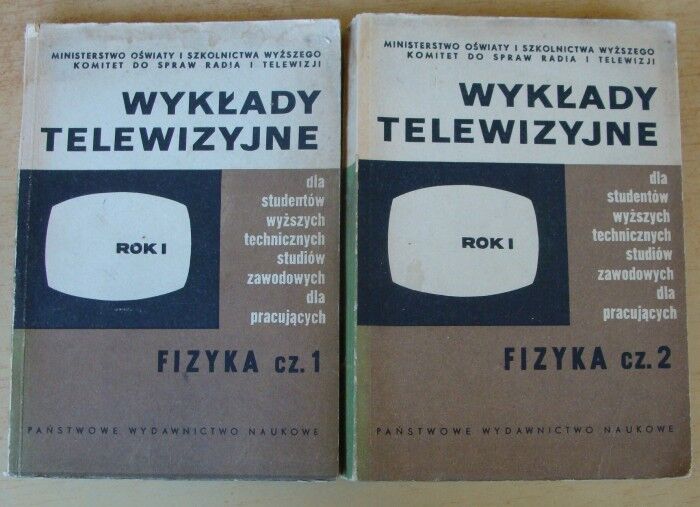 MINISTERSTWO OŚWIATY I SZKOLNICTWA WYŻSZEGO
KOMITET DO SPRAW RADIA I TELEWIZJI
WYKŁADY
TELEWIZYJNE
ROK I
dla
studentów
wyższych
technicznych
studiów
zawodowych
dla
pracujących
FIZYKA cz. 1
PAŃSTWOWE WYDAWNICTWO NAUKOWE
MINISTERSTWO OŚWIATY I SZKOLNICTWA WYŻSZEGO
KOMITET DO SPRAW RADIA I TELEWIZJI
WYKŁADY
TELEWIZYJNE
ROK I
dla
studentów
wyższych
technicznych
studiów
zawodowych
dla
pracujących
FIZYKA cz. 2
PAŃSTWOWE WYDAWNICTWO NAUKOWE